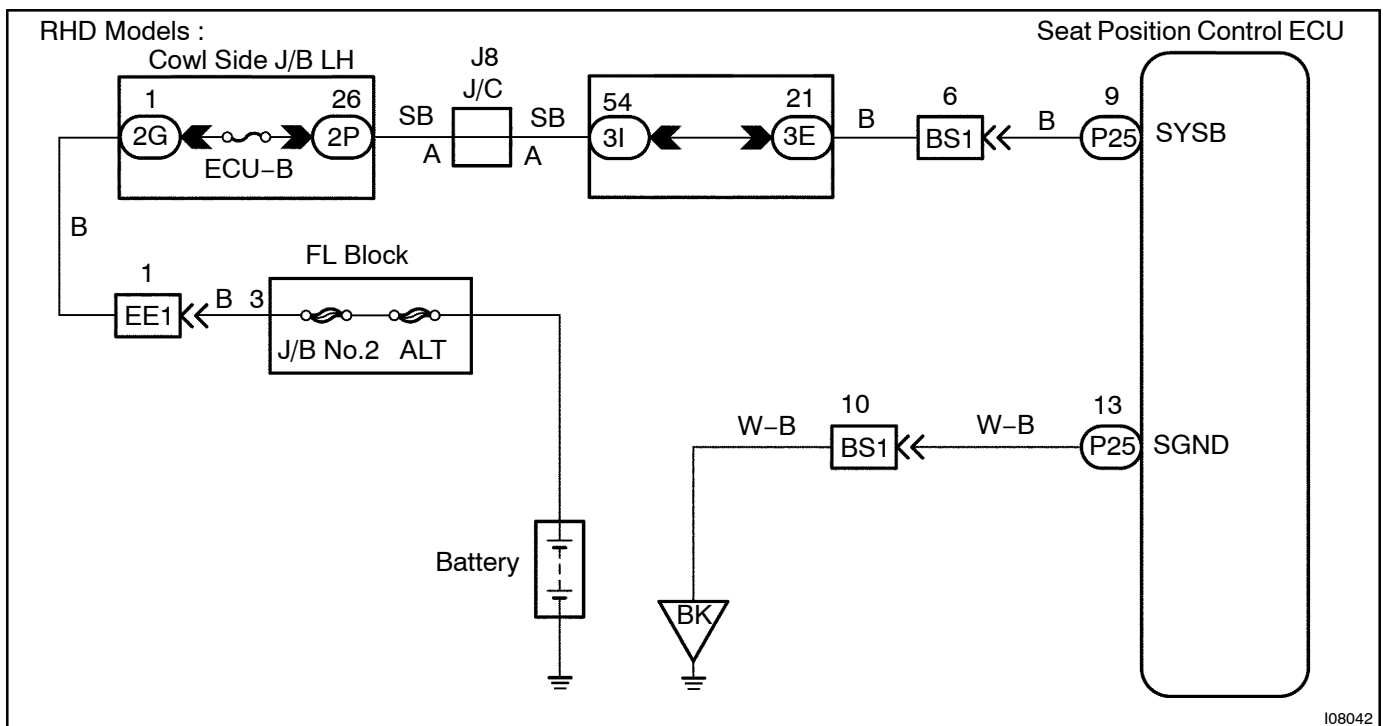 RHD Models :
Seat Position Control ECU
Cowl Side J/B LH
J8
J/C
1
26
54
21
6
9
2G
2P
SB
SB
3I
3E
B
BS1
B
P25
SYSB
ECU−B
A
A
B
FL Block
1
EE1
B
3
J/B No.2
ALT
10
13
W−B
BS1
W−B
P25
SGND
Battery
BK
I08042